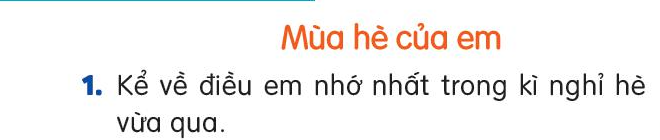 Mùa hè của em
1. Kể về điều em nhớ nhất trong kì nghỉ hè
vừa qua.